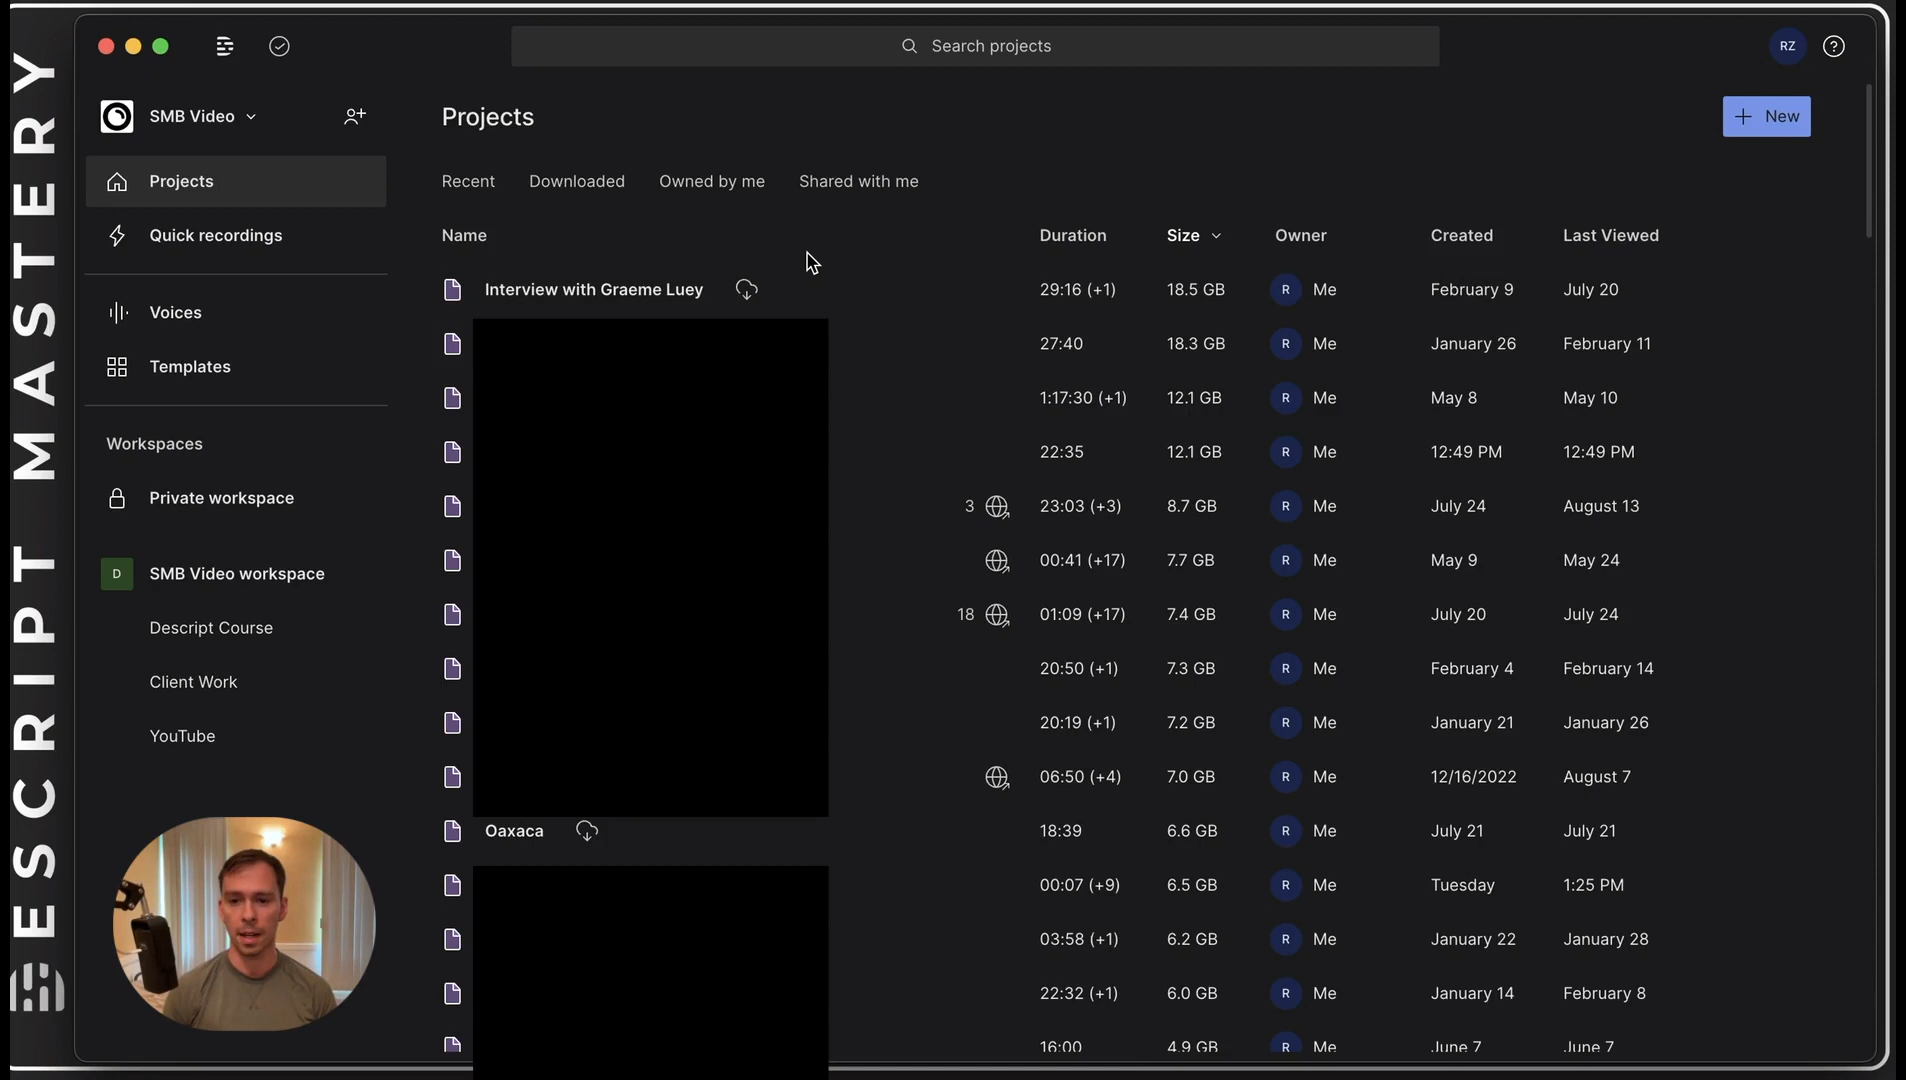 DESCRIPT MASTERY
Search projects
RZ
SMB Video
Projects
New
Projects
Recent Downloaded Owned by me Shared with me
Quick recordings
Name Duration Size Owner Created Last Viewed
Interview with Graeme Luey 29:16 (+1) 18.5 GB R Me February 9 July 20
Voices
27:40 18.3 GB R Me January 26 February 11
Templates
1:17:30 (+1) 12.1 GB R Me May 8 May 10
Workspaces
22:35 12.1 GB R Me 12:49 PM 12:49 PM
Private workspace
3 23:03 (+3) 8.7 GB R Me July 24 August 13
D SMB Video workspace
00:41 (+17) 7.7 GB R Me May 9 May 24
Descript Course
18 01:09 (+17) 7.4 GB R Me July 20 July 24
Client Work
20:50 (+1) 7.3 GB R Me February 4 February 14
YouTube
20:19 (+1) 7.2 GB R Me January 21 January 26
06:50 (+4) 7.0 GB R Me 12/16/2022 August 7
Oaxaca 18:39 6.6 GB R Me July 21 July 21
00:07 (+9) 6.5 GB R Me Tuesday 1:25 PM
03:58 (+1) 6.2 GB R Me January 22 January 28
22:32 (+1) 6.0 GB R Me January 14 February 8
16:00 4.9 GB R Me June 7 June 7